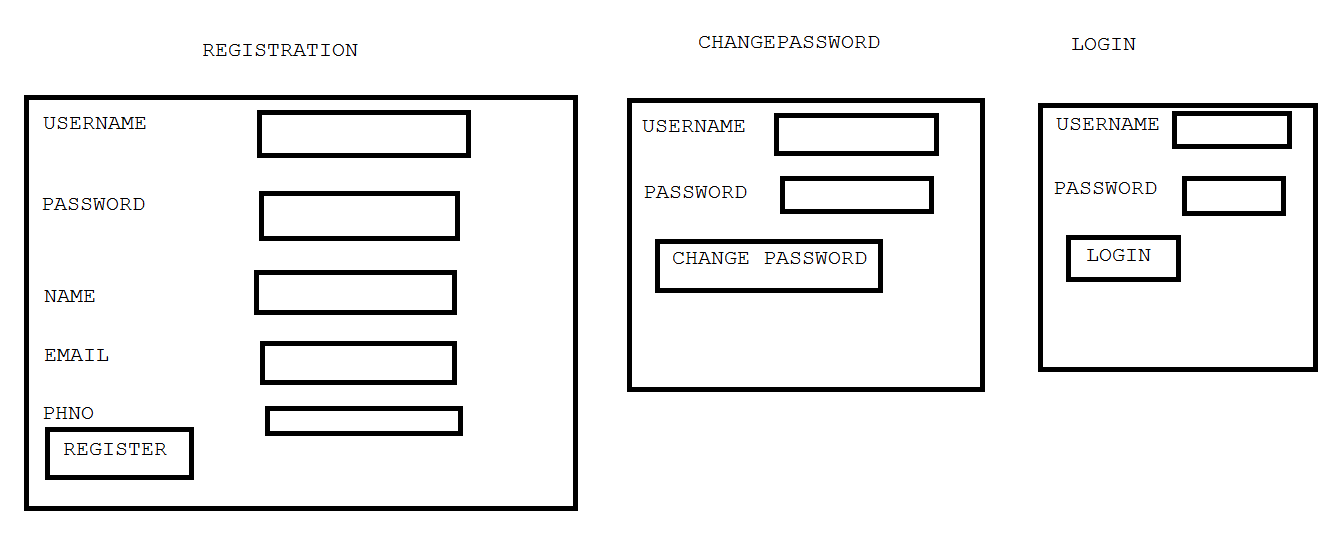 REGISTRATION
USERNAME
PASSWORD
NAME
EMAIL
PHNO
REGISTER
CHANGEPASSWORD
USERNAME
PASSWORD
CHANGE PASSWORD
LOGIN
USERNAME
PASSWORD
LOGIN